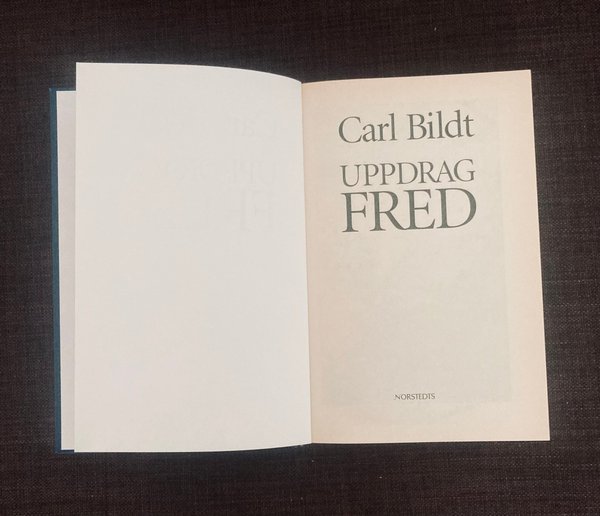 Carl Bildt
UPPDRAG
FRED
NORSTEDTS